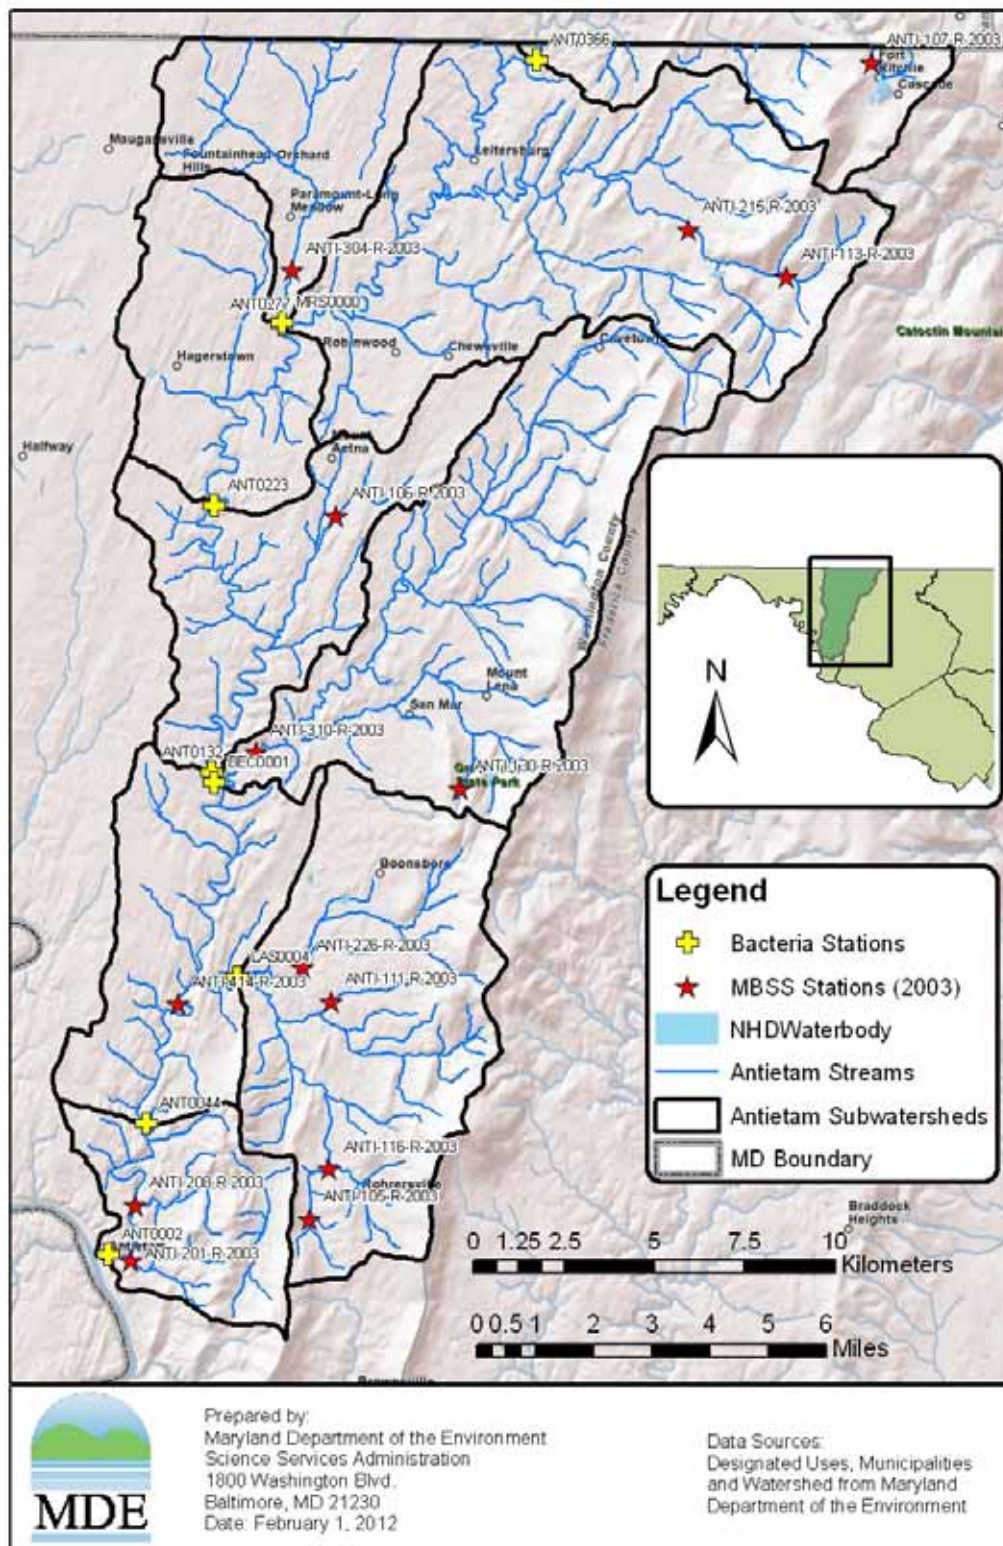 ANT0366
ANTI-107-R-2003
Fort
Ritchie
Cascade
Maugansville
Fountainhead-Orchard
Hills
Leitersburg
Paramount-Long
Meadow
ANTI-216-R-2003
ANTI-304-R-2003
ANTI-113-R-2003
ANT0277
MRS0000
Catoctin Mountain
Robinwood
Chewsville
Cavetown
Hagerstown
Halfway
Aetna
ANT0223
ANTI-106-R-2003
Washington County
Frederick County
N
Mount
Lena
San Mar
ANTI-310-R-2003
ANT0132
BEC0001
ANTI-130-R-2003
State Park
Boonsboro
Legend
Bacteria Stations
MBSS Stations (2003)
NHDWaterbody
Antietam Streams
Antietam Subwatersheds
MD Boundary
ANTI-226-R-2003
LAS0004
ANTI-414-R-2003
ANTI-111-R-2003
ANT0044
ANTI-116-R-2003
ANTI-208-R-2003
Rohrersville
ANTI-105-R-2003
Braddock
Heights
ANT0002
ANTI-201-R-2003
0 1.25 2.5 5 7.5 10
Kilometers
0 0.5 1 2 3 4 5 6
Miles
Brownsville
MDE
Prepared by:
Maryland Department of the Environment
Science Services Administration
1800 Washington Blvd.
Baltimore, MD 21230
Date: February 1, 2012
Data Sources:
Designated Uses, Municipalities
and Watershed from Maryland
Department of the Environment